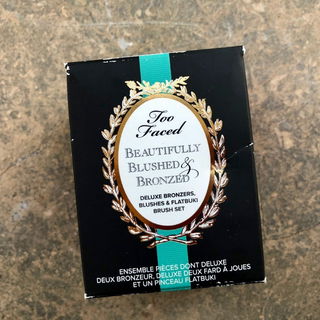 Too
Faced
BEAUTIFULLY
BLUSHED &
BRONZED
DELUXE BRONZERS,
BLUSHES & FLATBUKI
BRUSH SET
ENSEMBLE PIÈCES DONT DELUXE
DEUX BRONZEUR, DELUXE DEUX FARD A JOUES
ET UN PINCEAU FLATBUKI